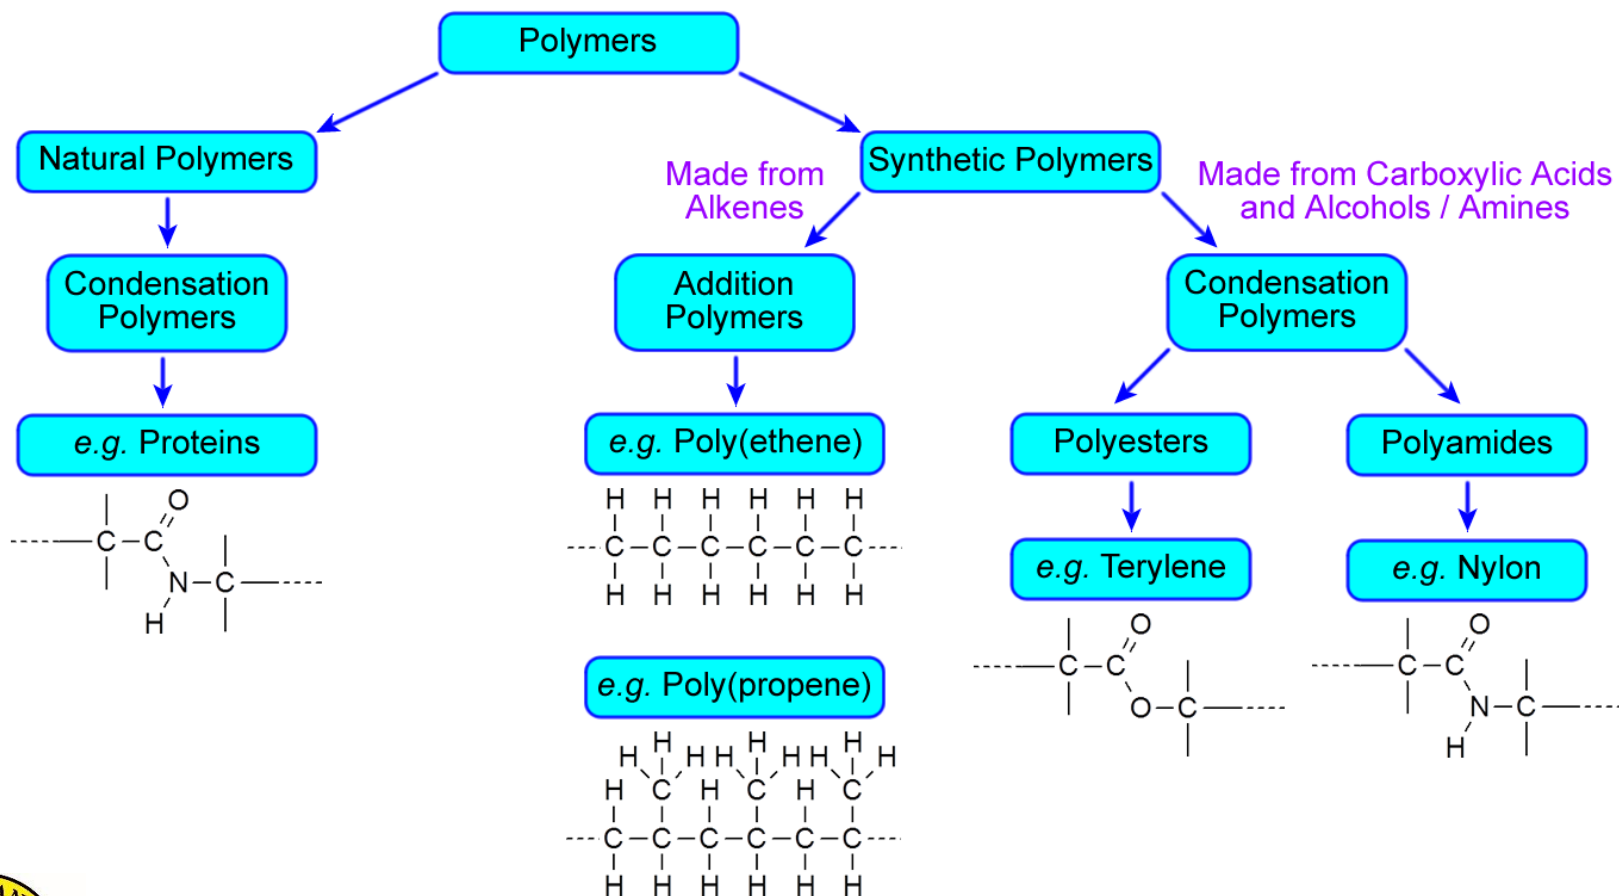 Polymers
Natural Polymers
Synthetic Polymers
Made from
Alkenes
Made from Carboxylic Acids
and Alcohols / Amines
Condensation
Polymers
Addition
Polymers
Condensation
Polymers
e.g. Proteins
e.g. Poly(ethene)
Polyesters
Polyamides
e.g. Terylene
e.g. Nylon
O
C C
N C
H
H H H H H H
C C C C C C
H H H H H H
O
C C
O C
O
C C
N C
H
e.g. Poly(propene)
H H H
H H H H H H
H C H C H C
C C C C C C
H H H H H H